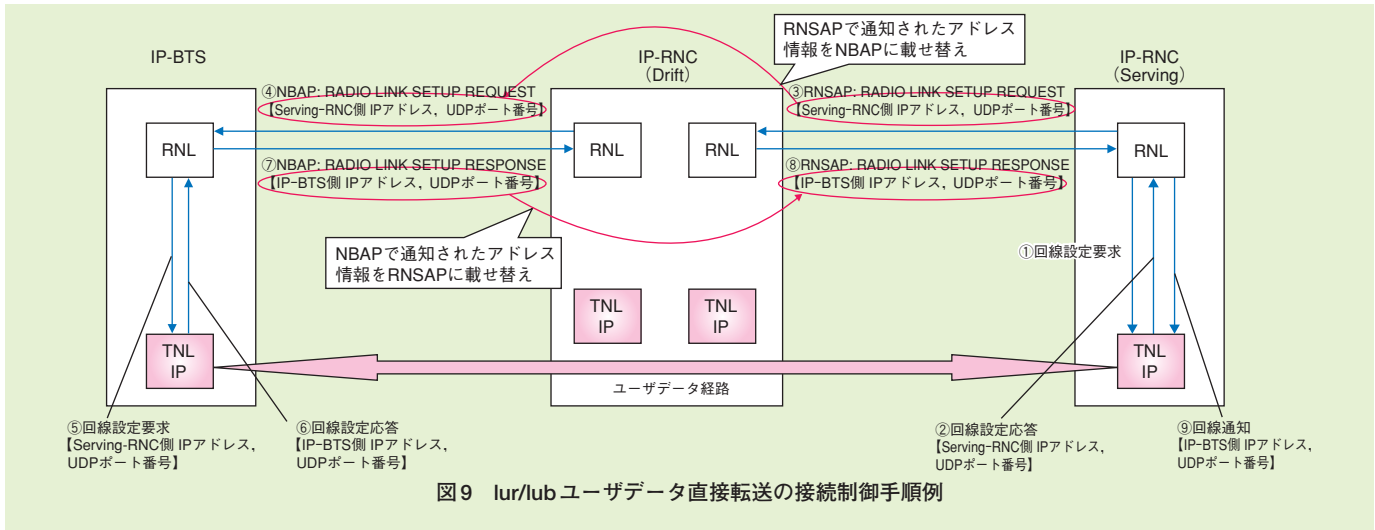 RNSAPで通知されたアドレス
情報をNBAPに載せ替え
IP-BTS
IP-RNC
（Drift）
IP-RNC
（Serving）
④NBAP: RADIO LINK SETUP REQUEST
【Serving-RNC側 IPアドレス，UDPポート番号】
③RNSAP: RADIO LINK SETUP REQUEST
【Serving-RNC側 IPアドレス，UDPポート番号】
RNL
RNL
RNL
RNL
⑦NBAP: RADIO LINK SETUP RESPONSE
【IP-BTS側 IPアドレス，UDPポート番号】
⑧RNSAP: RADIO LINK SETUP RESPONSE
【IP-BTS側 IPアドレス，UDPポート番号】
NBAPで通知されたアドレス
情報をRNSAPに載せ替え
①回線設定要求
TNL
IP
TNL
IP
TNL
IP
TNL
IP
ユーザデータ経路
⑤回線設定要求
【Serving-RNC側 IPアドレス，
UDPポート番号】
⑥回線設定応答
【IP-BTS側 IPアドレス，
UDPポート番号】
②回線設定応答
【Serving-RNC側 IPアドレス，
UDPポート番号】
⑨回線通知
【IP-BTS側 IPアドレス，
UDPポート番号】
図9 Iur/Iubユーザデータ直接転送の接続制御手順例